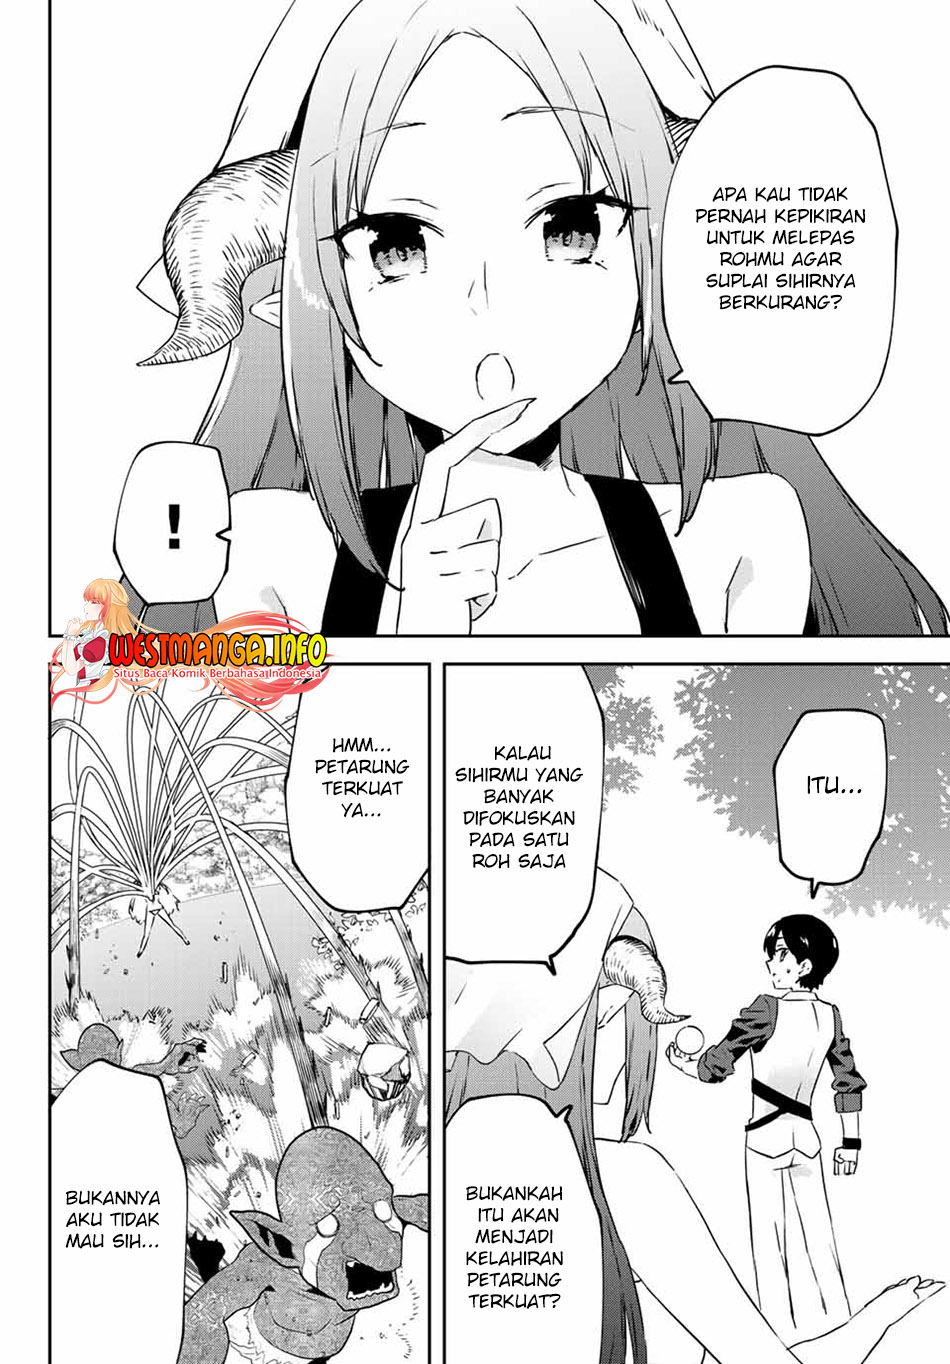 APA KAU TIDAK
PERNAH KEPIKIRAN
UNTUK MELEPAS
ROHMU AGAR
SUPLAI SIHIRNYA
BERKURANG?
!
WESTMANGA.INFO
Situs Baca Komik Berbahasa Indonesia
ITU...
KALAU
SIHIRMU YANG
BANYAK
DIFOKUSKAN
PADA SATU
ROH SAJA
BUKANKAH
ITU AKAN
MENJADI
KELAHIRAN
PETARUNG
TERKUAT?
HMM...
PETARUNG
TERKUAT
YA...
BUKANNYA
AKU TIDAK
MAU SIH...